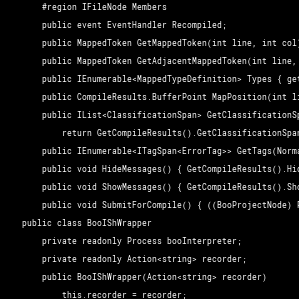 #region IFileNode Members
public event EventHandler Recompiled;
public MappedToken GetMappedToken(int line, int col
public MappedToken GetAdjacentMappedToken(int line,
public IEnumerable<MappedTypeDefinition> Types { get
public CompileResults.BufferPoint MapPosition(int li
public IList<ClassificationSpan> GetClassificationSp
return GetCompileResults().GetClassificationSpan
public IEnumerable<ITagSpan<ErrorTag>> GetTags(Norma
public void HideMessages() { GetCompileResults().Hid
public void ShowMessages() { GetCompileResults().Sho
public void SubmitForCompile() { ((BooProjectNode)
public class BooIShWrapper
private readonly Process booInterpreter;
private readonly Action<string> recorder;
public BooIShWrapper(Action<string> recorder)
this.recorder = recorder;